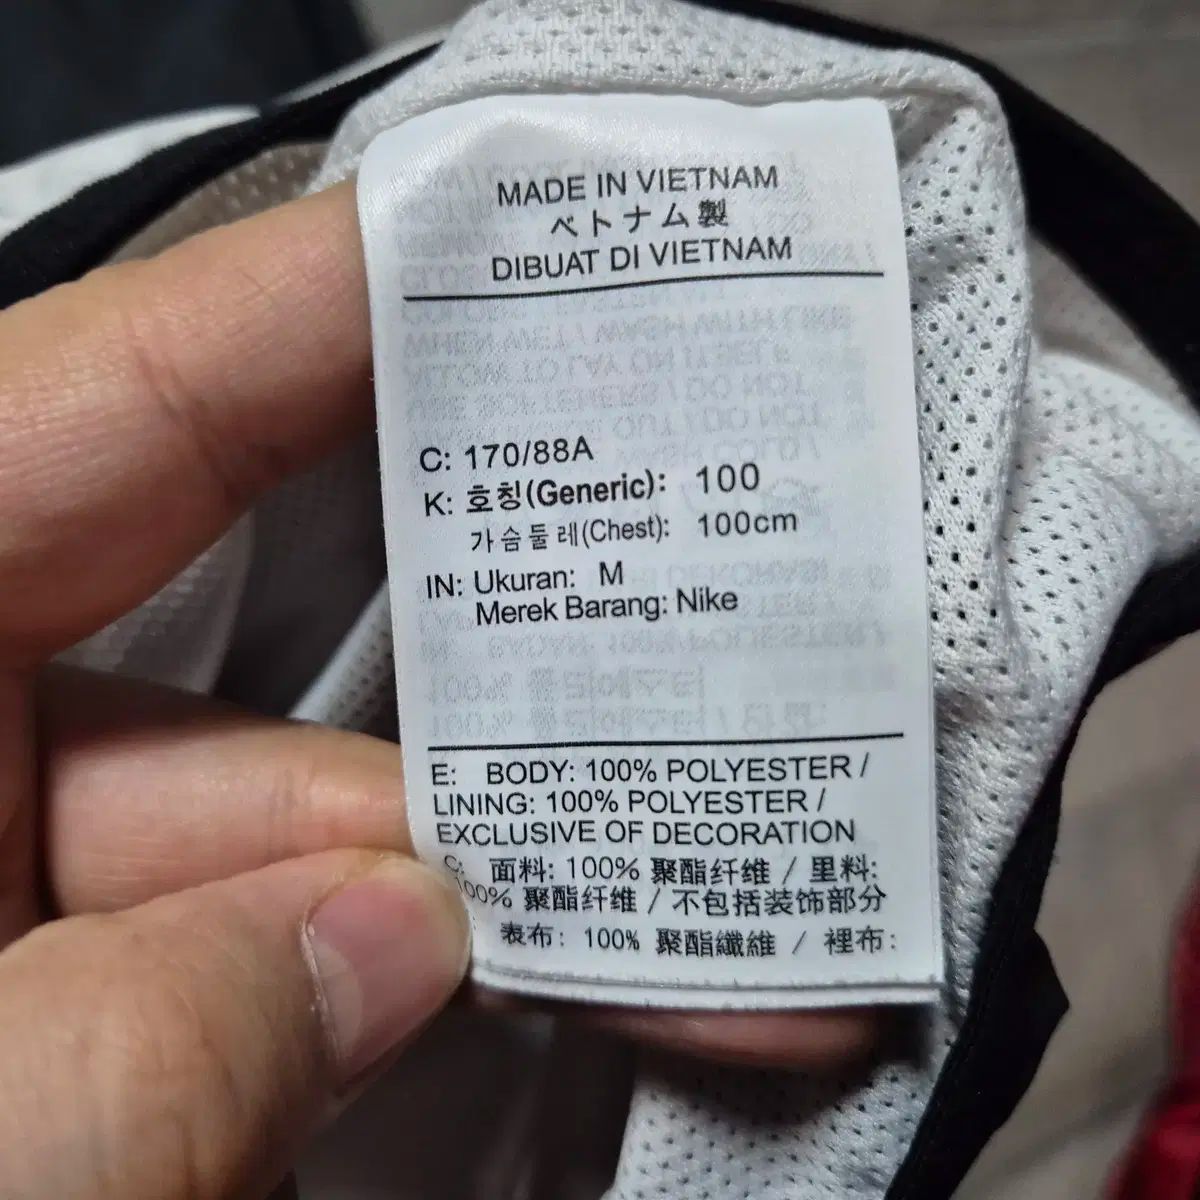 MADE IN VIETNAM
ベトナム製
DIBUAT DI VIETNAM
C: 170/88A
K: 호칭(Generic): 100
가슴둘레(Chest): 100cm
IN: Ukuran: M
Merek Barang: Nike
E: BODY: 100% POLYESTER /
LINING: 100% POLYESTER /
EXCLUSIVE OF DECORATION
C: 面料: 100% 聚酯纤维 / 里料:
100% 聚酯纤维 / 不包括装饰部分
表布: 100% 聚酯纖維 / 裡布: